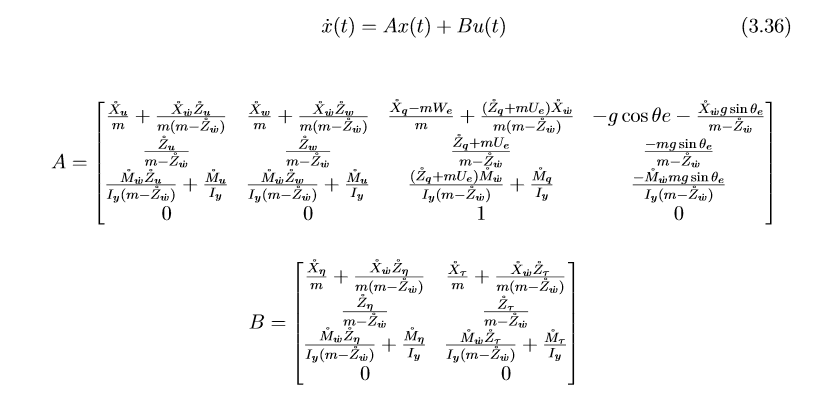 ẋ(t) = Ax(t) + Bu(t) (3.36)
A = \begin{bmatrix} \frac{\mathring{X}_u}{m} + \frac{\mathring{X}_{\dot{w}}\mathring{Z}_u}{m(m-\mathring{Z}_{\dot{w}})} & \frac{\mathring{X}_w}{m} + \frac{\mathring{X}_{\dot{w}}\mathring{Z}_w}{m(m-\mathring{Z}_{\dot{w}})} & \frac{\mathring{X}_q-mW_e}{m} + \frac{(\mathring{Z}_q+mU_e)\mathring{X}_{\dot{w}}}{m(m-\mathring{Z}_{\dot{w}})} & -g\cos\theta e - \frac{\mathring{X}_{\dot{w}}g\sin\theta_e}{m-\mathring{Z}_{\dot{w}}} \\
\frac{\mathring{Z}_u}{m-\mathring{Z}_{\dot{w}}} & \frac{\mathring{Z}_w}{m-\mathring{Z}_{\dot{w}}} & \frac{\mathring{Z}_q+mU_e}{m-\mathring{Z}_{\dot{w}}} & \frac{-mg\sin\theta_e}{m-\mathring{Z}_{\dot{w}}} \\
\frac{\mathring{M}_{\dot{w}}\mathring{Z}_u}{I_y(m-\mathring{Z}_{\dot{w}})} + \frac{\mathring{M}_u}{I_y} & \frac{\mathring{M}_{\dot{w}}\mathring{Z}_w}{I_y(m-\mathring{Z}_{\dot{w}})} + \frac{\mathring{M}_u}{I_y} & \frac{(\mathring{Z}_q+mU_e)\mathring{M}_{\dot{w}}}{I_y(m-\mathring{Z}_{\dot{w}})} + \frac{\mathring{M}_q}{I_y} & \frac{-\mathring{M}_{\dot{w}}mg\sin\theta_e}{I_y(m-\mathring{Z}_{\dot{w}})} \\
0 & 0 & 1 & 0 \end{bmatrix}
B = \begin{bmatrix} \frac{\mathring{X}_\eta}{m} + \frac{\mathring{X}_{\dot{w}}\mathring{Z}_\eta}{m(m-\mathring{Z}_{\dot{w}})} & \frac{\mathring{X}_\tau}{m} + \frac{\mathring{X}_{\dot{w}}\mathring{Z}_\tau}{m(m-\mathring{Z}_{\dot{w}})} \\
\frac{\mathring{Z}_\eta}{m-\mathring{Z}_{\dot{w}}} & \frac{\mathring{Z}_\tau}{m-\mathring{Z}_{\dot{w}}} \\
\frac{\mathring{M}_{\dot{w}}\mathring{Z}_\eta}{I_y(m-\mathring{Z}_{\dot{w}})} + \frac{\mathring{M}_\eta}{I_y} & \frac{\mathring{M}_{\dot{w}}\mathring{Z}_\tau}{I_y(m-\mathring{Z}_{\dot{w}})} + \frac{\mathring{M}_\tau}{I_y} \\
0 & 0 \end{bmatrix}